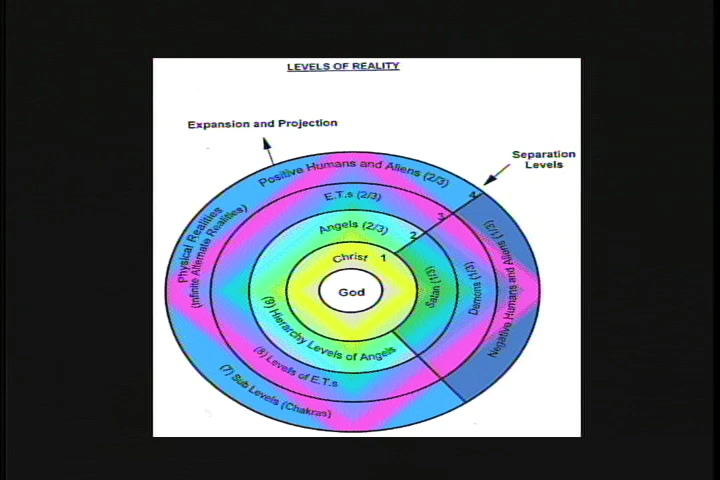 LEVELS OF REALITY
Expansion and Projection
Separation
Levels
Positive Humans and Aliens (2/3)
4
E.T.s (2/3)
3
Angels (2/3)
2
Christ
1
God
Physical Realities
(Infinite Alternate Realities)
Satan (1/3)
Demons (1/3)
Negative Humans and Aliens (1/3)
(9) Hierarchy Levels of Angels
(8) Levels of E.T.s
(7) Sub Levels (Chakras)